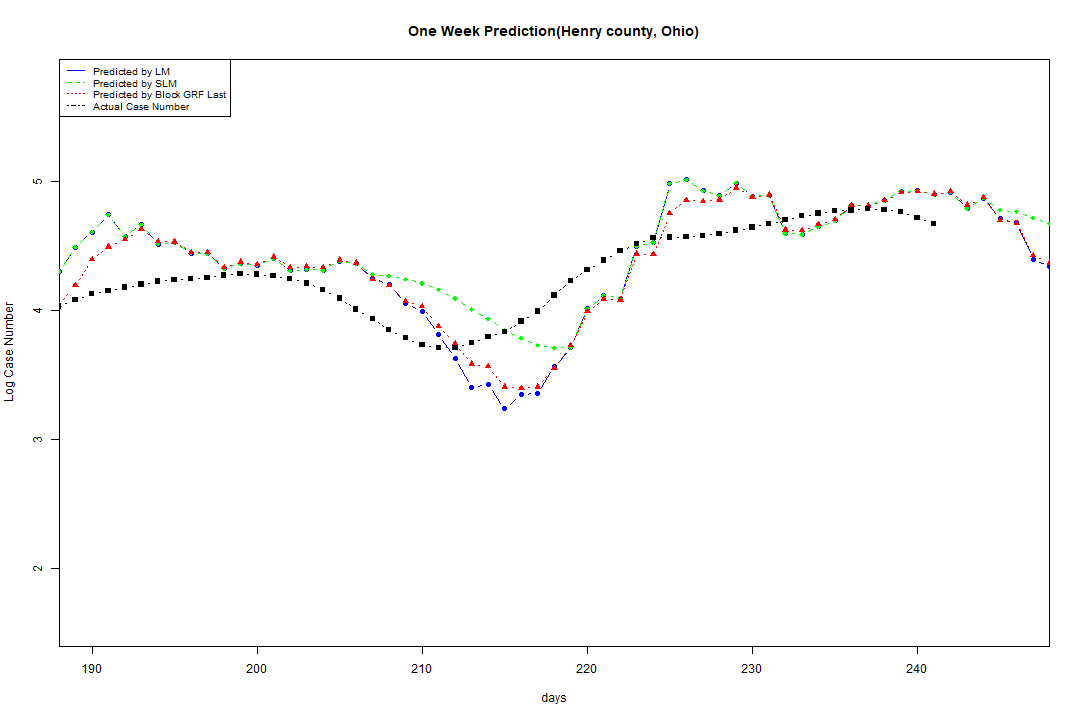 One Week Prediction(Henry county, Ohio)
Predicted by LM
Predicted by SLM
Predicted by Block GRF Last
Actual Case Number
5
4
3
2
Log Case Number
190 200 210 220 230 240
days